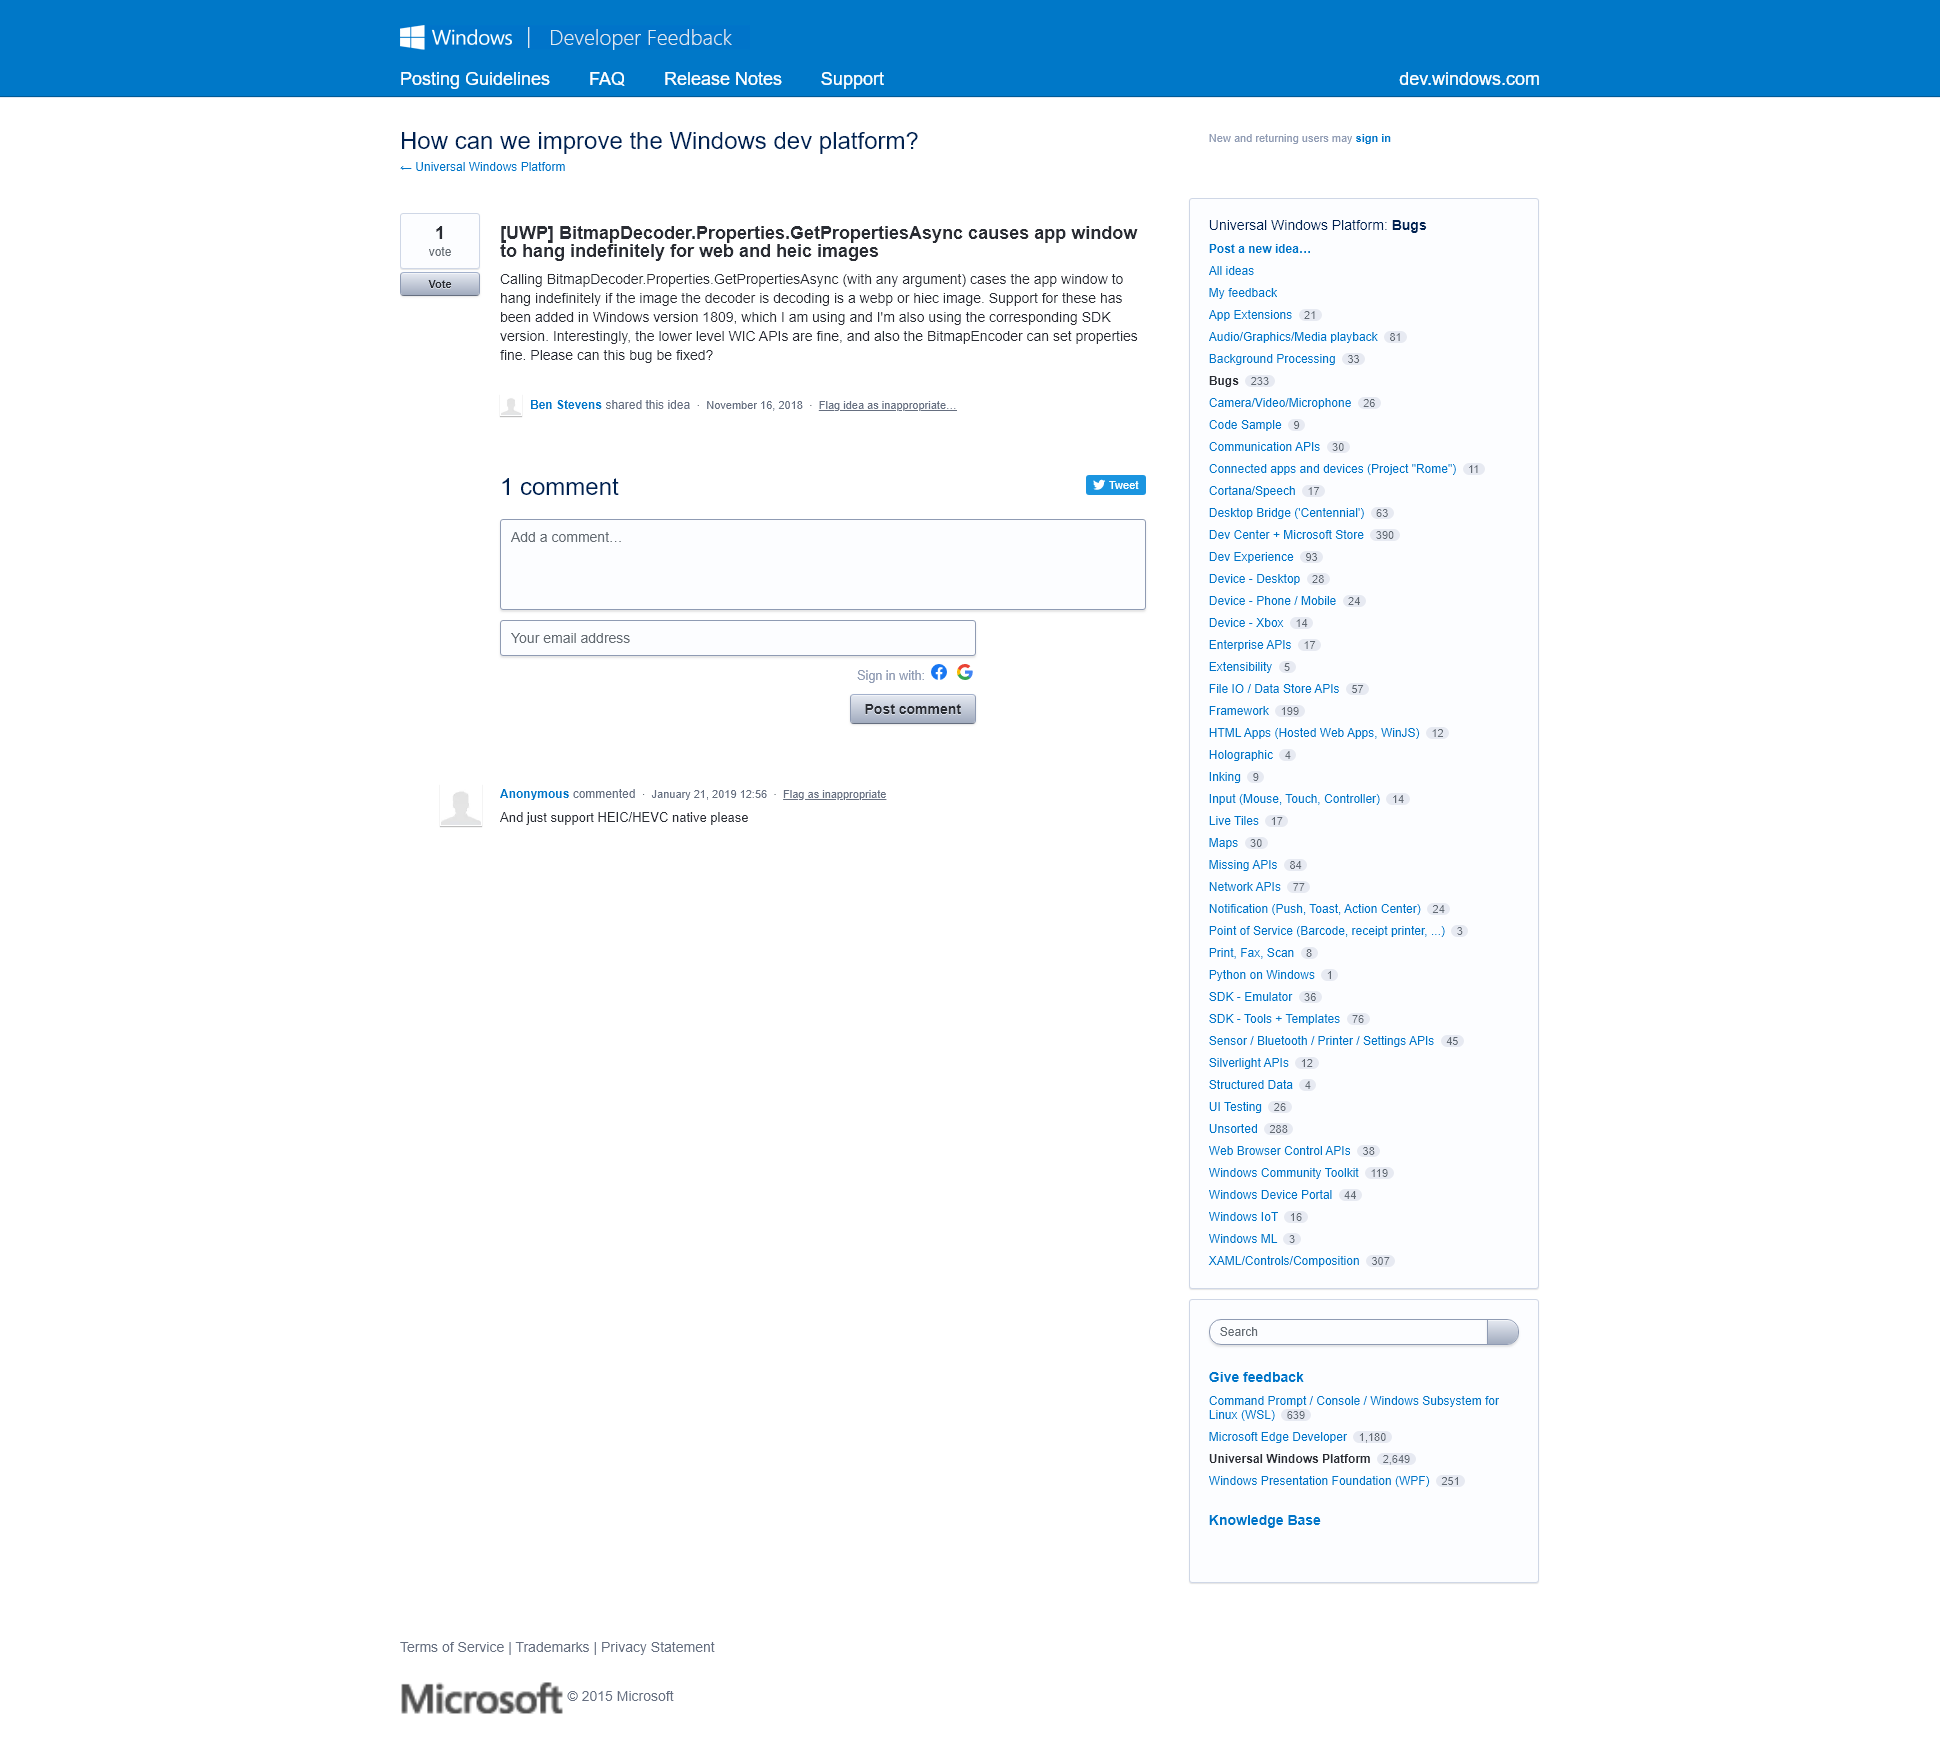 Windows | Developer Feedback
Posting Guidelines FAQ Release Notes Support dev.windows.com
How can we improve the Windows dev platform?
← Universal Windows Platform
New and returning users may sign in
1
vote
Vote
[UWP] BitmapDecoder.Properties.GetPropertiesAsync causes app window
to hang indefinitely for web and heic images
Calling BitmapDecoder.Properties.GetPropertiesAsync (with any argument) cases the app window to
hang indefinitely if the image the decoder is decoding is a webp or hiec image. Support for these has
been added in Windows version 1809, which I am using and I'm also using the corresponding SDK
version. Interestingly, the lower level WIC APIs are fine, and also the BitmapEncoder can set properties
fine. Please can this bug be fixed?
Ben Stevens shared this idea · November 16, 2018 · Flag idea as inappropriate…
1 comment
Tweet
Add a comment…
Your email address
Sign in with:
Post comment
Anonymous commented · January 21, 2019 12:56 · Flag as inappropriate
And just support HEIC/HEVC native please
Universal Windows Platform: Bugs
Post a new idea…
All ideas
My feedback
App Extensions 21
Audio/Graphics/Media playback 81
Background Processing 33
Bugs 233
Camera/Video/Microphone 26
Code Sample 9
Communication APIs 30
Connected apps and devices (Project "Rome") 11
Cortana/Speech 17
Desktop Bridge ('Centennial') 63
Dev Center + Microsoft Store 390
Dev Experience 93
Device - Desktop 28
Device - Phone / Mobile 24
Device - Xbox 14
Enterprise APIs 17
Extensibility 5
File IO / Data Store APIs 57
Framework 199
HTML Apps (Hosted Web Apps, WinJS) 12
Holographic 4
Inking 9
Input (Mouse, Touch, Controller) 14
Live Tiles 17
Maps 30
Missing APIs 84
Network APIs 77
Notification (Push, Toast, Action Center) 24
Point of Service (Barcode, receipt printer, ...) 3
Print, Fax, Scan 8
Python on Windows 1
SDK - Emulator 36
SDK - Tools + Templates 76
Sensor / Bluetooth / Printer / Settings APIs 45
Silverlight APIs 12
Structured Data 4
UI Testing 26
Unsorted 288
Web Browser Control APIs 38
Windows Community Toolkit 119
Windows Device Portal 44
Windows IoT 16
Windows ML 3
XAML/Controls/Composition 307
Search
Give feedback
Command Prompt / Console / Windows Subsystem for
Linux (WSL) 639
Microsoft Edge Developer 1,180
Universal Windows Platform 2,649
Windows Presentation Foundation (WPF) 251
Knowledge Base
Terms of Service | Trademarks | Privacy Statement
Microsoft © 2015 Microsoft